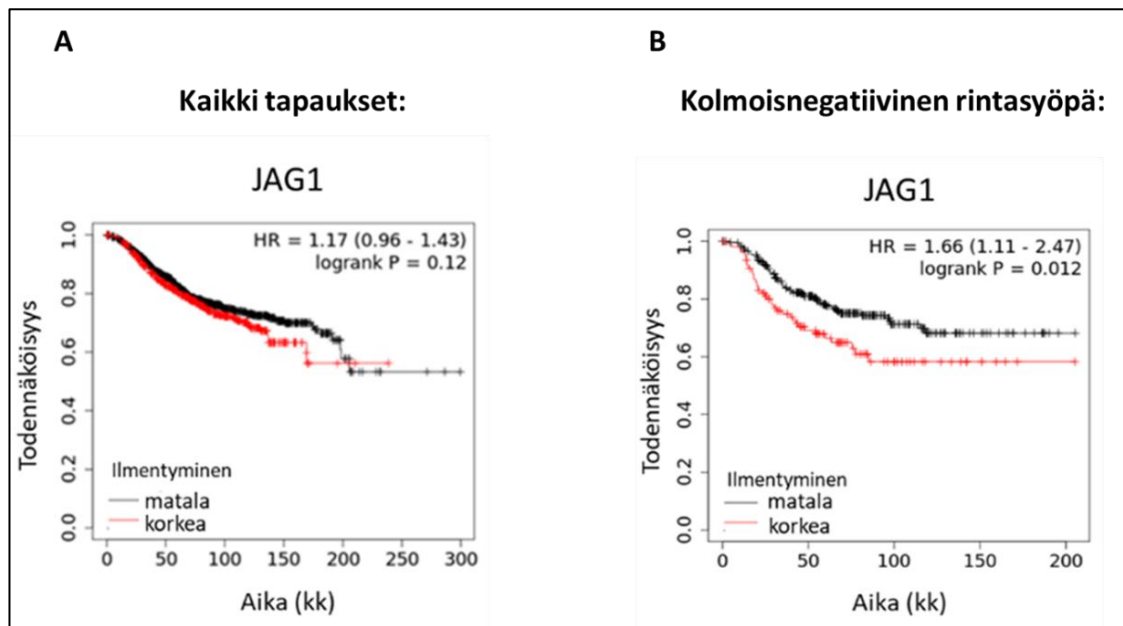 A
Kaikki tapaukset:
JAG1
HR = 1.17 (0.96 - 1.43)
logrank P = 0.12
Todennäköisyys
1.0
0.8
0.6
0.4
0.2
0.0
Ilmentyminen
matala
korkea
0 50 100 150 200 250 300
Aika (kk)
B
Kolmoisnegatiivinen rintasyöpä:
JAG1
HR = 1.66 (1.11 - 2.47)
logrank P = 0.012
Todennäköisyys
1.0
0.8
0.6
0.4
0.2
0.0
Ilmentyminen
matala
korkea
0 50 100 150 200
Aika (kk)